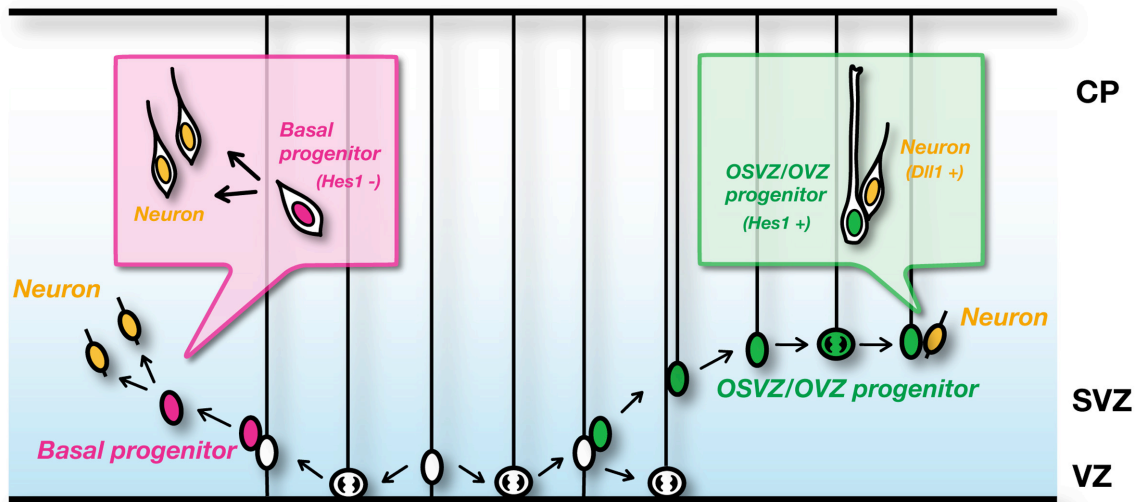 CP
Basal
progenitor
(Hes1 -)
Neuron
OSVZ/OVZ
progenitor
(Hes1 +)
Neuron
(Dll1 +)
Neuron
Neuron
OSVZ/OVZ progenitor
SVZ
Basal progenitor
VZ